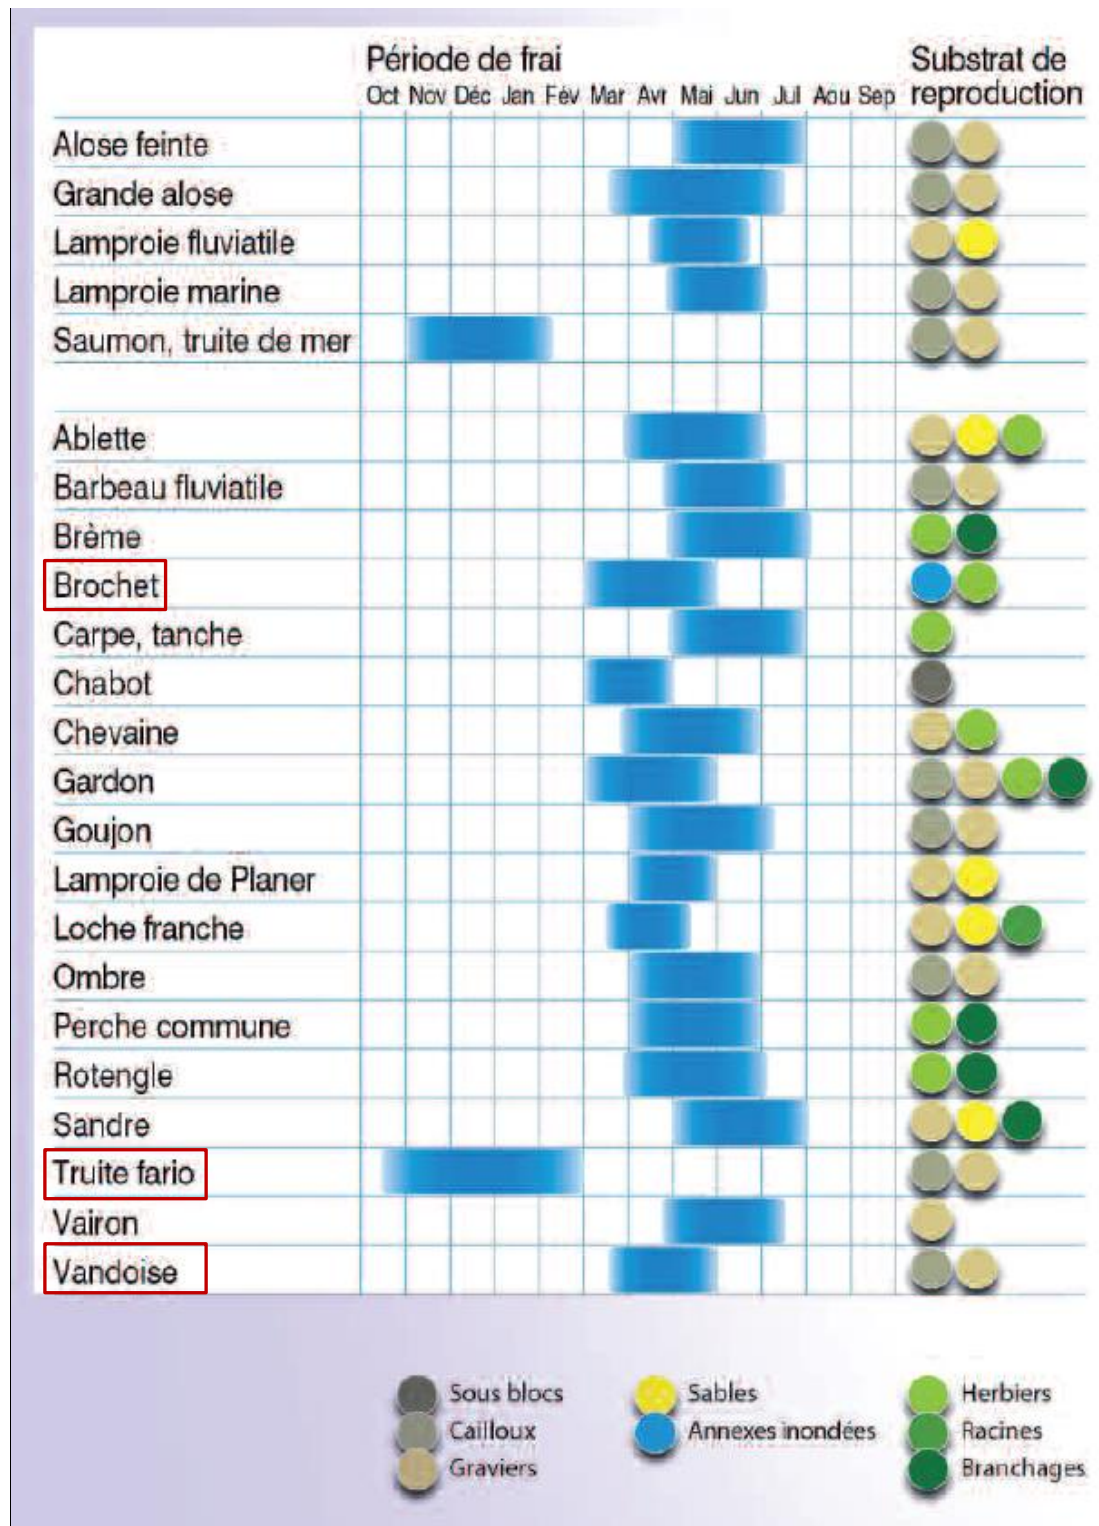 Période de frai
Substrat de
reproduction
Oct Nov Déc Jan Fév Mar Avr Mai Jun Jul Aou Sep
Alose feinte
Grande alose
Lamproie fluviatile
Lamproie marine
Saumon, truite de mer
Ablette
Barbeau fluviatile
Brème
Brochet
Carpe, tanche
Chabot
Chevaine
Gardon
Goujon
Lamproie de Planer
Loche franche
Ombre
Perche commune
Rotengle
Sandre
Truite fario
Vairon
Vandoise
Sous blocs
Cailloux
Graviers
Sables
Annexes inondées
Herbiers
Racines
Branchages